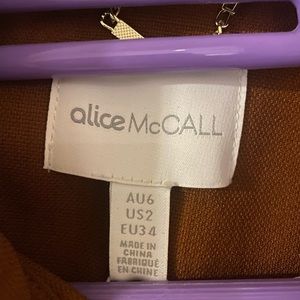 alice McCALL
AU6
US2
EU34
MADE IN
CHINA
FABRIQUÉ
EN CHINE